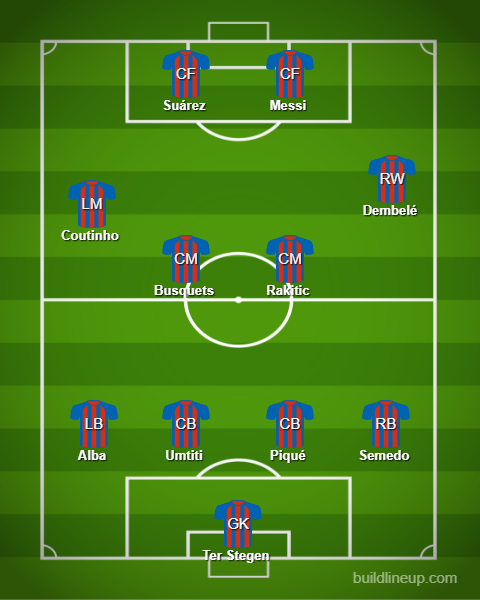 CF
CF
Suárez
Messi
RW
Dembelé
LM
Coutinho
CM
CM
Busquets
Rakitic
LB
CB
CB
RB
Alba
Umtiti
Piqué
Semedo
GK
Ter Stegen
buildlineup.com